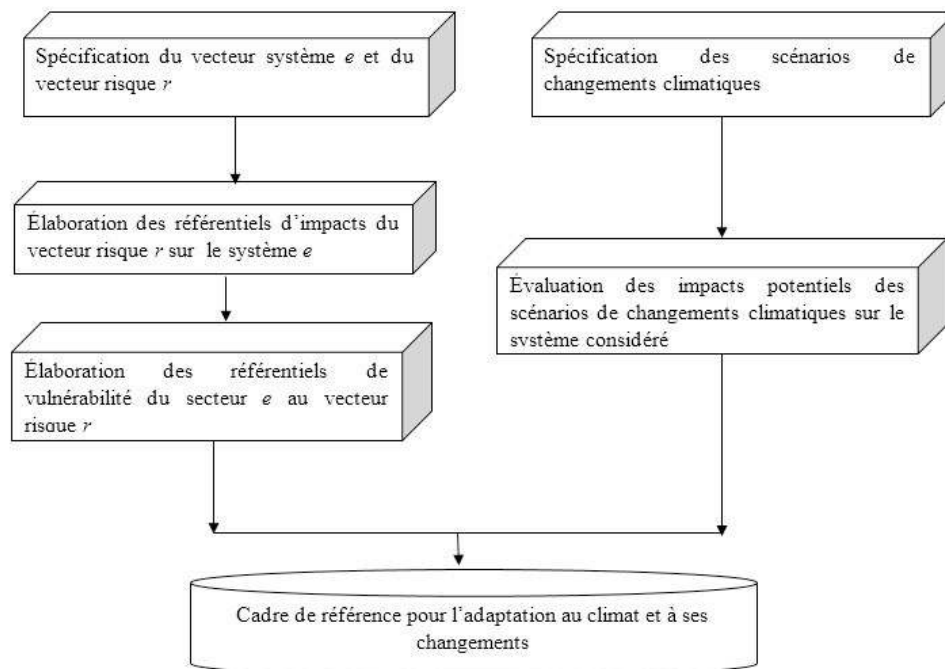 Spécification du vecteur système e et du
vecteur risque r
Spécification des scénarios de
changements climatiques
Élaboration des référentiels d'impacts du
vecteur risque r sur le système e
Évaluation des impacts potentiels des
scénarios de changements climatiques sur le
système considéré
Élaboration des référentiels de
vulnérabilité du secteur e au vecteur
risque r
Cadre de référence pour l'adaptation au climat et à ses
changements